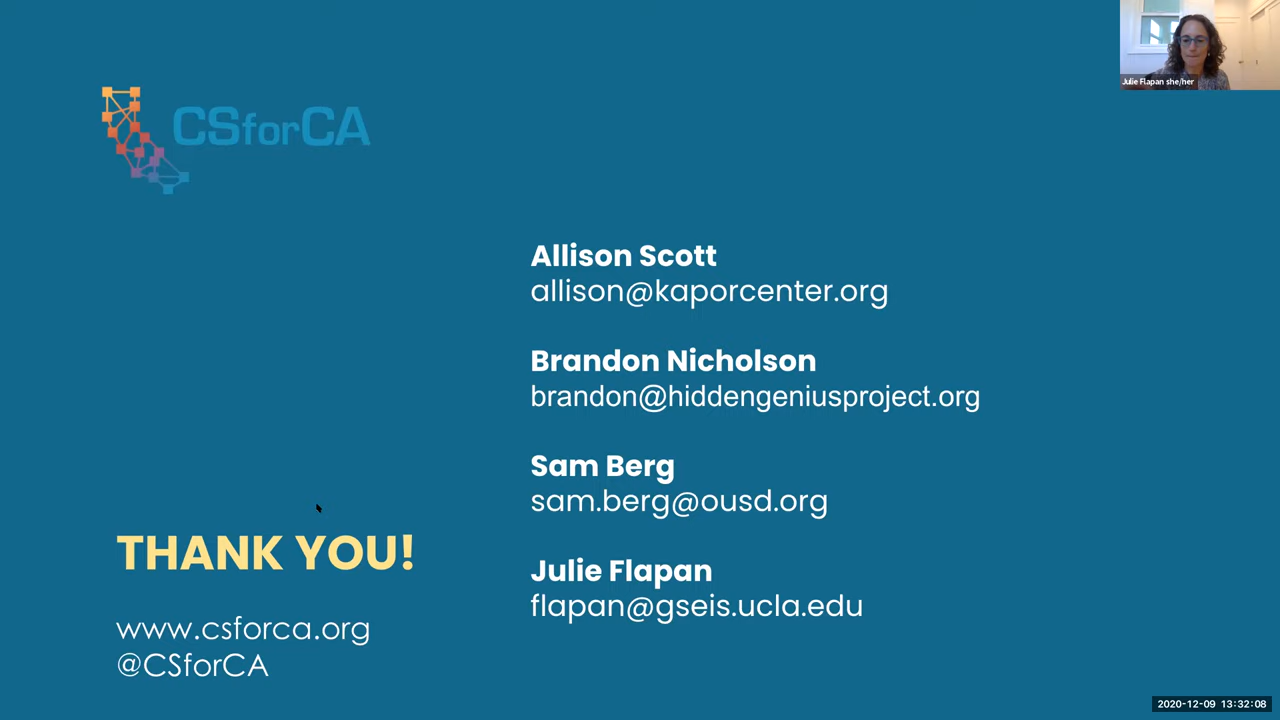 Julie Flapan she/her
CSforCA
Allison Scott
allison@kaporcenter.org
Brandon Nicholson
brandon@hiddengeniusproject.org
Sam Berg
sam.berg@ousd.org
Julie Flapan
flapan@gseis.ucla.edu
THANK YOU!
www.csforca.org
@CSforCA
2020-12-09 13:32:08